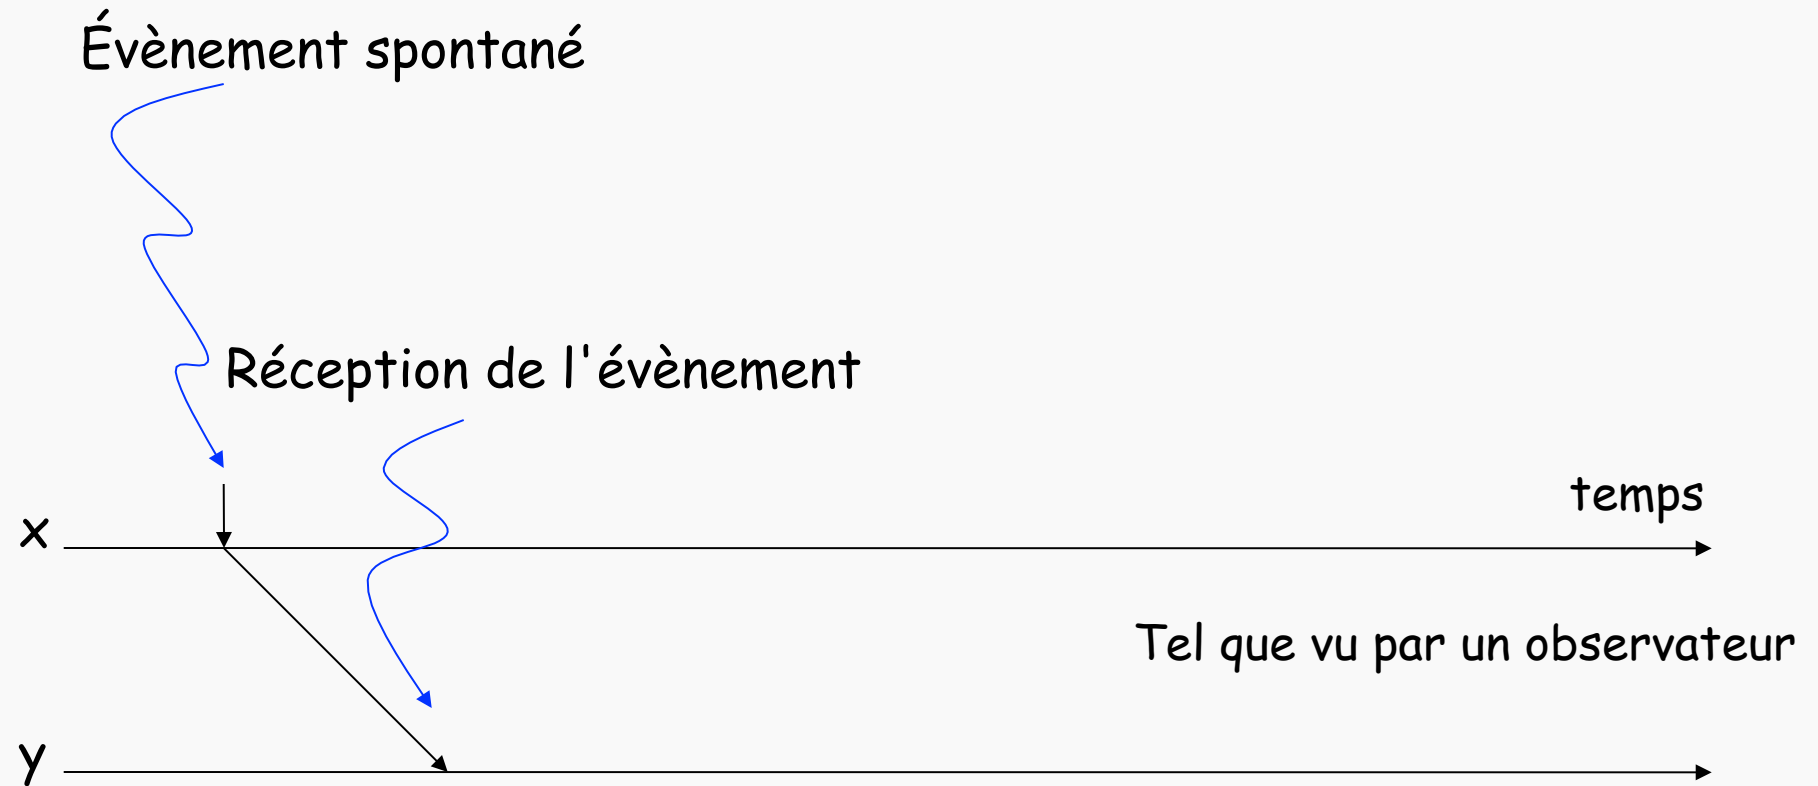 Évènement spontané
Réception de l'évènement
temps
x
Tel que vu par un observateur
y